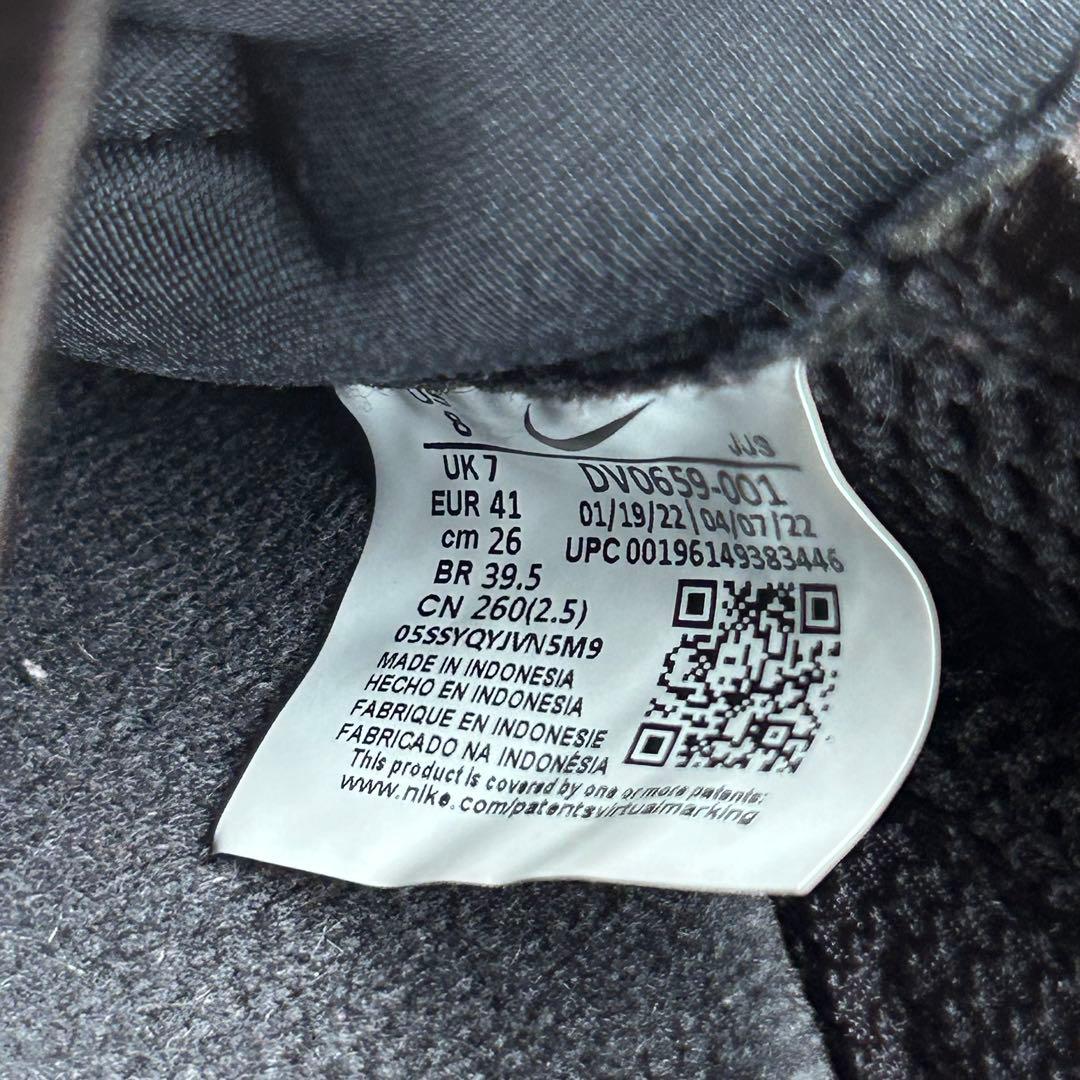 US
8
JJ9
UK 7
DV0659-001
EUR 41
01/19/22|04/07/22
cm 26
UPC 00196149383446
BR 39.5
CN 260(2.5)
05SSYQYJVN5M9
MADE IN INDONESIA
HECHO EN INDONESIA
FABRIQUE EN INDONESIE
FABRICADO NA INDONÉSIA
This product is covered by one or more patents:
www.nike.com/patentsvirtualmarking